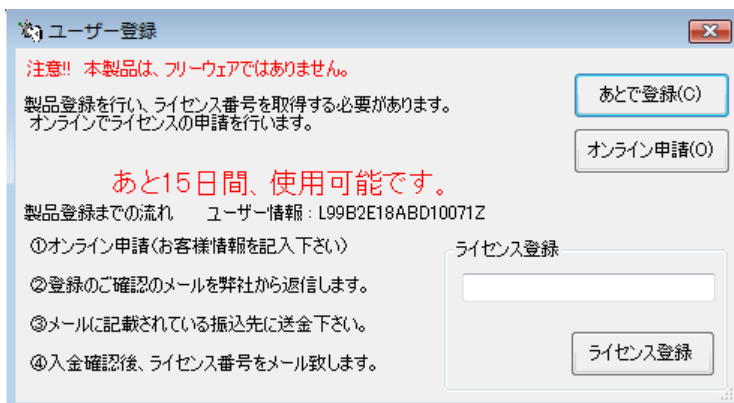 ユーザー登録
注意!! 本製品は、フリーウェアではありません。
あとで登録(C)
製品登録を行い、ライセンス番号を取得する必要があります。
オンラインでライセンスの申請を行います。
オンライン申請(O)
あと15日間、使用可能です。
製品登録までの流れ ユーザー情報:L99B2E18ABD10071Z
①オンライン申請(お客様情報を記入下さい)
②登録のご確認のメールを弊社から返信します。
③メールに記載されている振込先に送金下さい。
④入金確認後、ライセンス番号をメール致します。
ライセンス登録
ライセンス登録